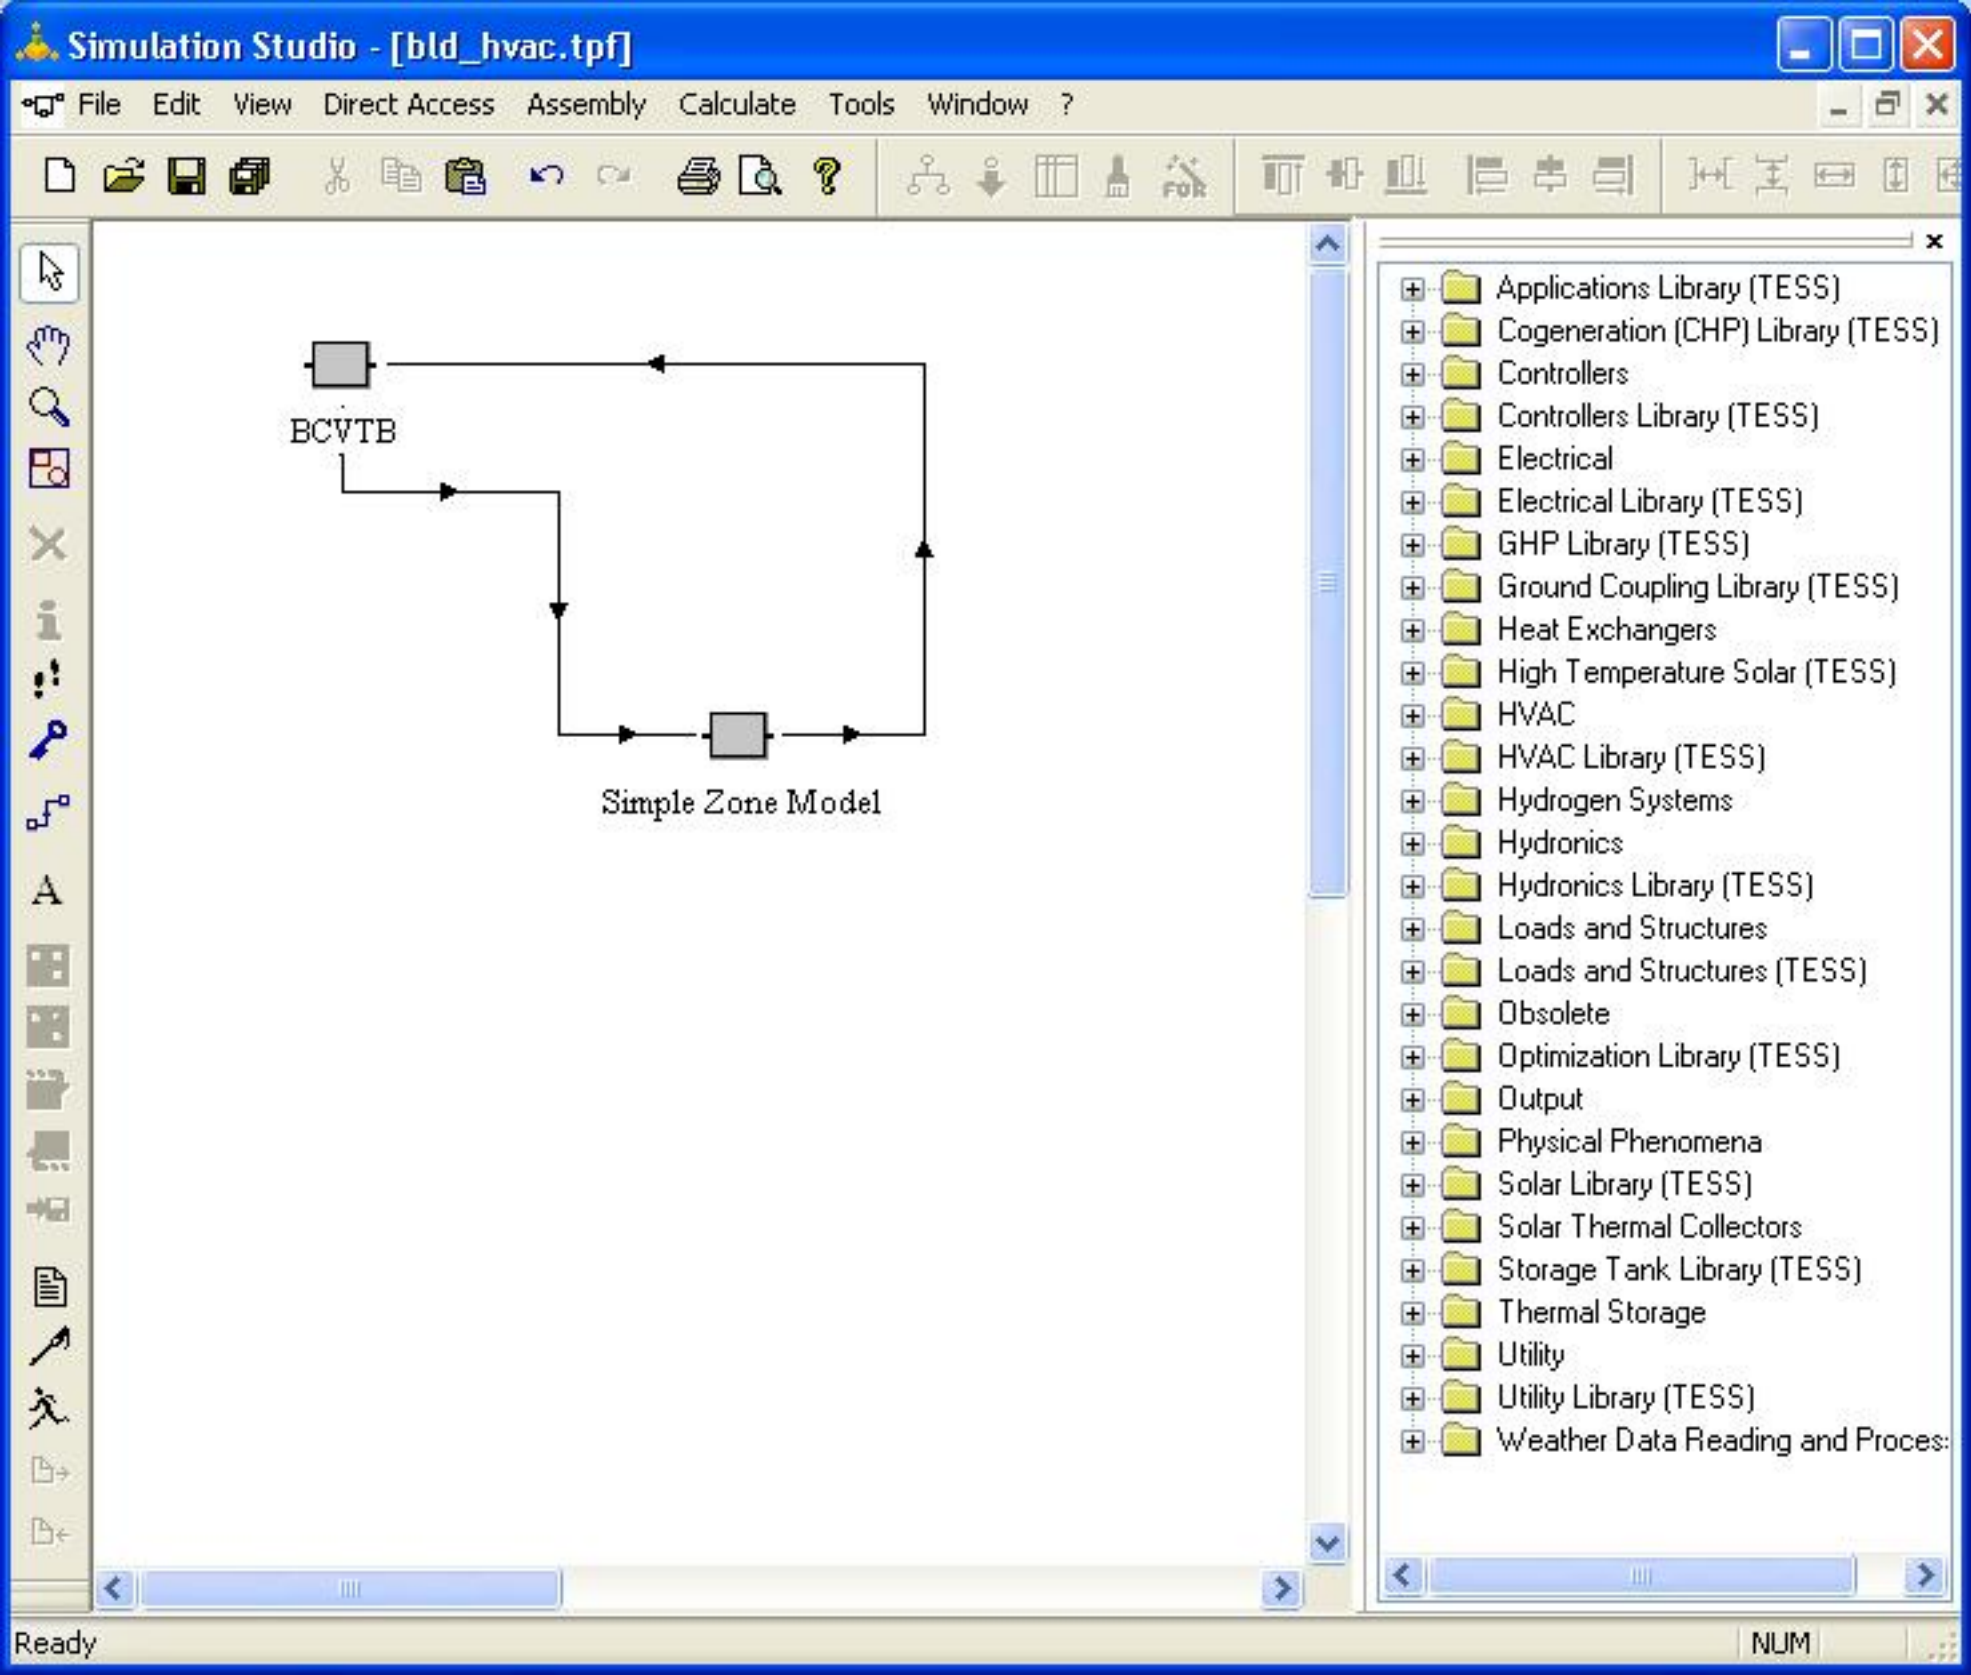 Simulation Studio - [bld_hvac.tpf]
File Edit View Direct Access Assembly Calculate Tools Window ?
FOR
A
BCVTB
Simple Zone Model
Applications Library (TESS)
Cogeneration (CHP) Library (TESS)
Controllers
Controllers Library (TESS)
Electrical
Electrical Library (TESS)
GHP Library (TESS)
Ground Coupling Library (TESS)
Heat Exchangers
High Temperature Solar (TESS)
HVAC
HVAC Library (TESS)
Hydrogen Systems
Hydronics
Hydronics Library (TESS)
Loads and Structures
Loads and Structures (TESS)
Obsolete
Optimization Library (TESS)
Output
Physical Phenomena
Solar Library (TESS)
Solar Thermal Collectors
Storage Tank Library (TESS)
Thermal Storage
Utility
Utility Library (TESS)
Weather Data Reading and Proces
Ready
NUM